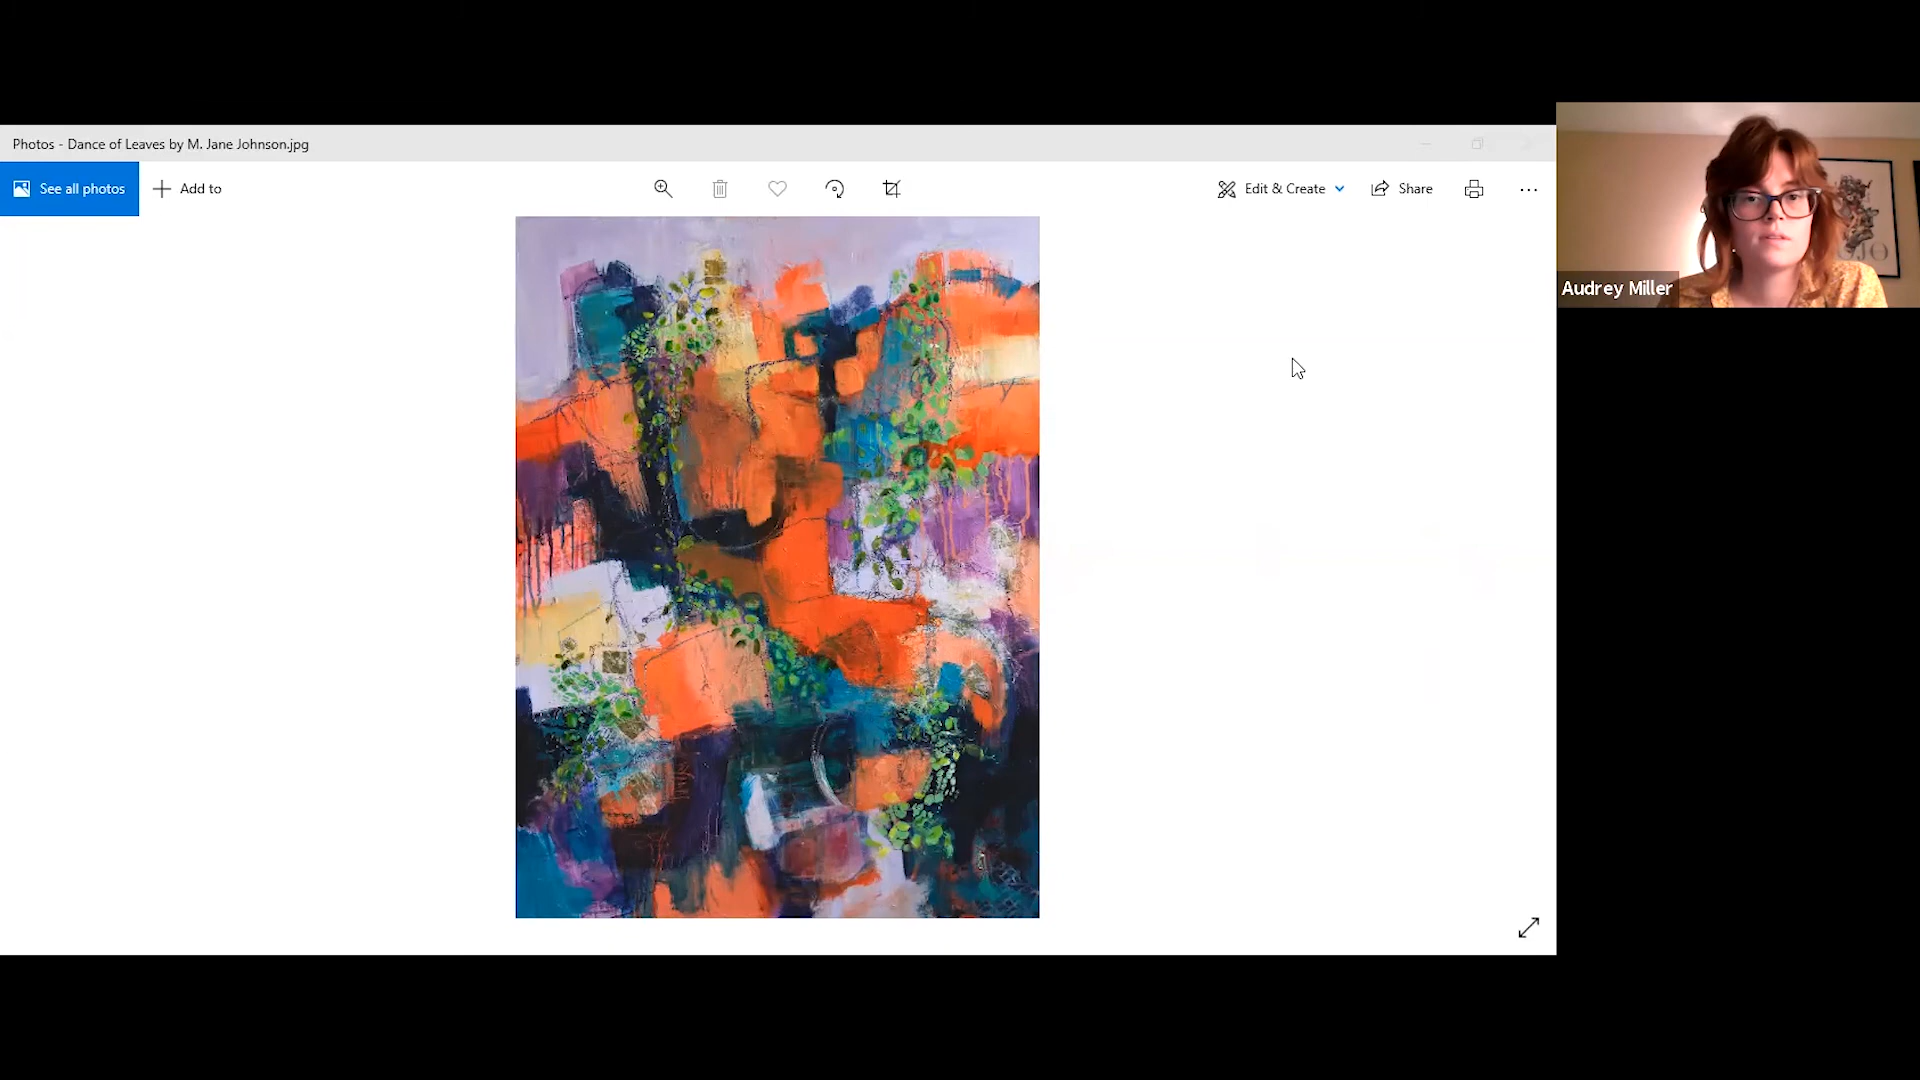 Photos - Dance of Leaves by M. Jane Johnson.jpg
See all photos
Add to
Edit & Create
Share
Audrey Miller